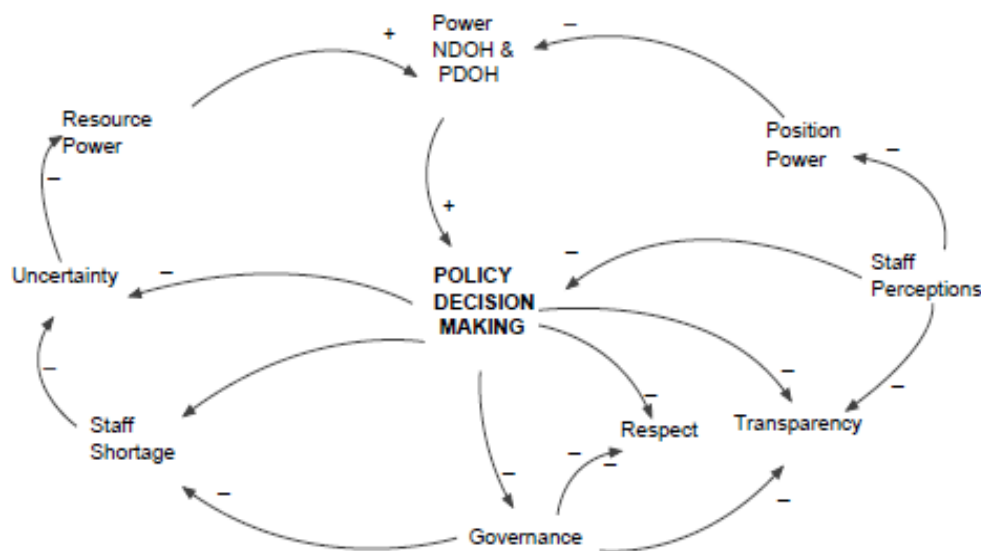 Power
NDOH &
PDOH
+
–
Resource
Power
Position
Power
–
–
+
Uncertainty
–
–
Staff
Perceptions
POLICY
DECISION
MAKING
–
–
–
–
Staff
Shortage
Respect
Transparency
–
–
–
–
–
Governance